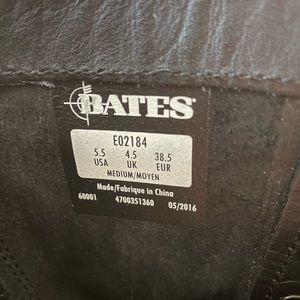 BATES
E02184
5.5 4.5 38.5
USA UK EUR
MEDIUM/MOYEN
Made/Fabrique in China
60001 4700351360 05/2016